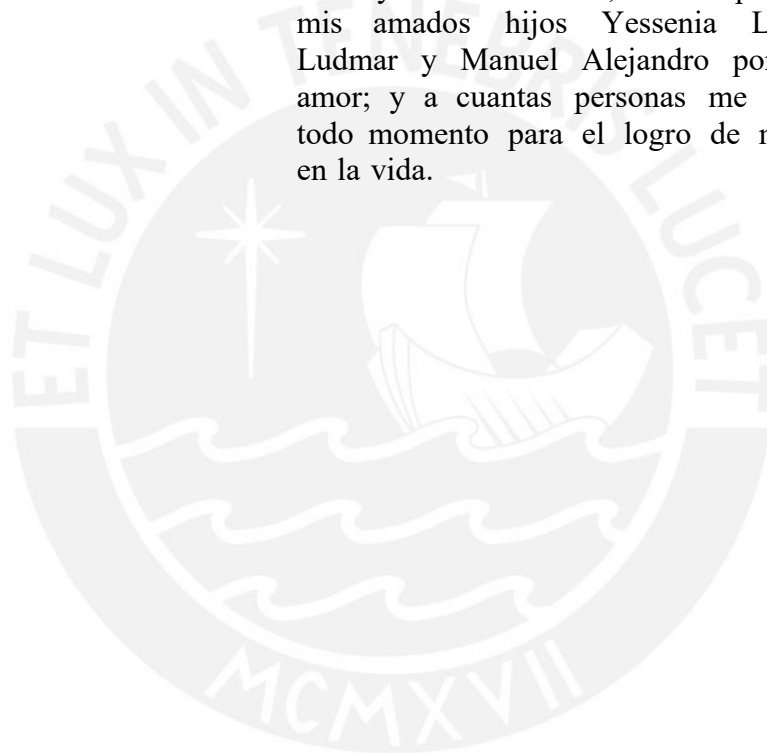 mis amados hijos Yessenia L
Ludmar y Manuel Alejandro por
amor; y a cuantas personas me
todo momento para el logro de
en la vida.
ET LUX IN TENEBRIS LUCET
MCMXVII